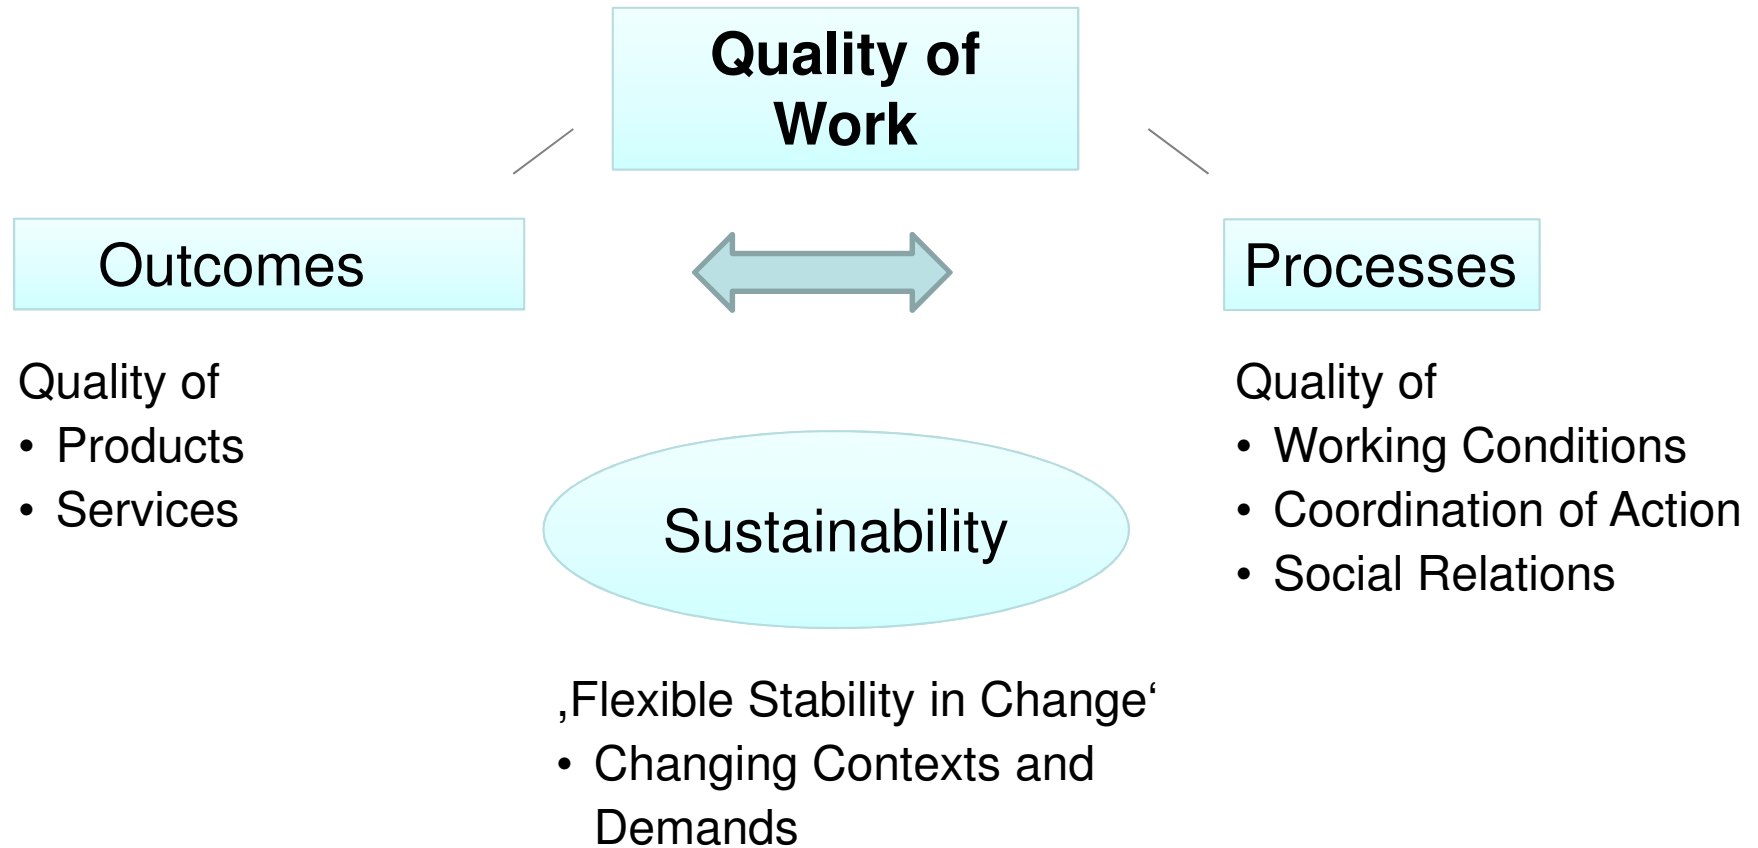 Quality of
Work
Outcomes
Processes
Quality of
• Products
• Services
Quality of
• Working Conditions
• Coordination of Action
• Social Relations
Sustainability
‚Flexible Stability in Change‘
• Changing Contexts and
Demands